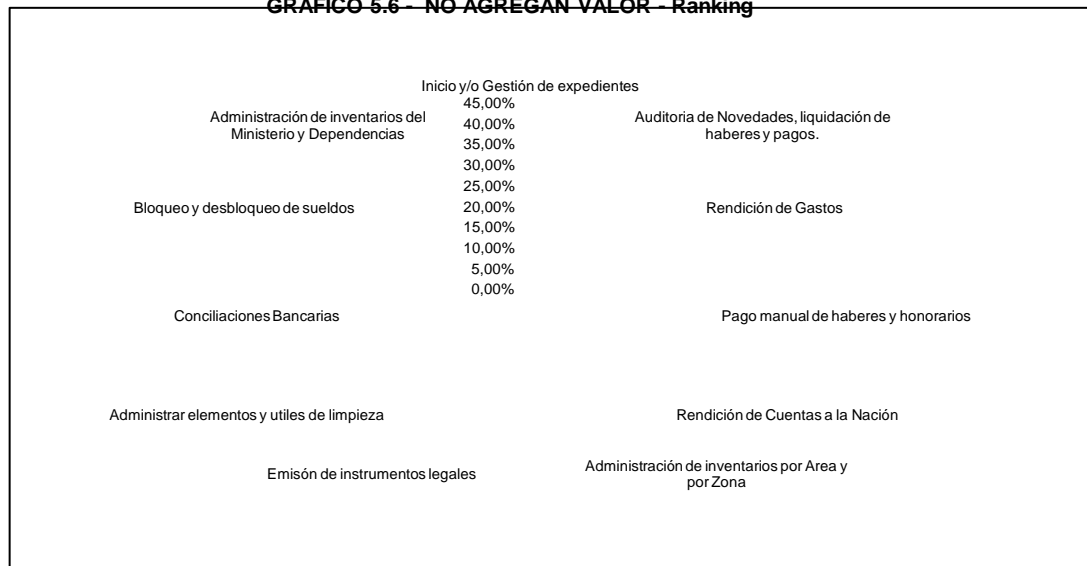 GRAFICO 5.6 - NO AGREGAN VALOR - Ranking
Inicio y/o Gestión de expedientes
45,00%
40,00%
35,00%
30,00%
25,00%
20,00%
15,00%
10,00%
5,00%
0,00%
Auditoria de Novedades, liquidación de
haberes y pagos.
Rendición de Gastos
Pago manual de haberes y honorarios
Rendición de Cuentas a la Nación
Administración de inventarios por Area y
por Zona
Emisón de instrumentos legales
Administrar elementos y utiles de limpieza
Conciliaciones Bancarias
Bloqueo y desbloqueo de sueldos
Administración de inventarios del
Ministerio y Dependencias